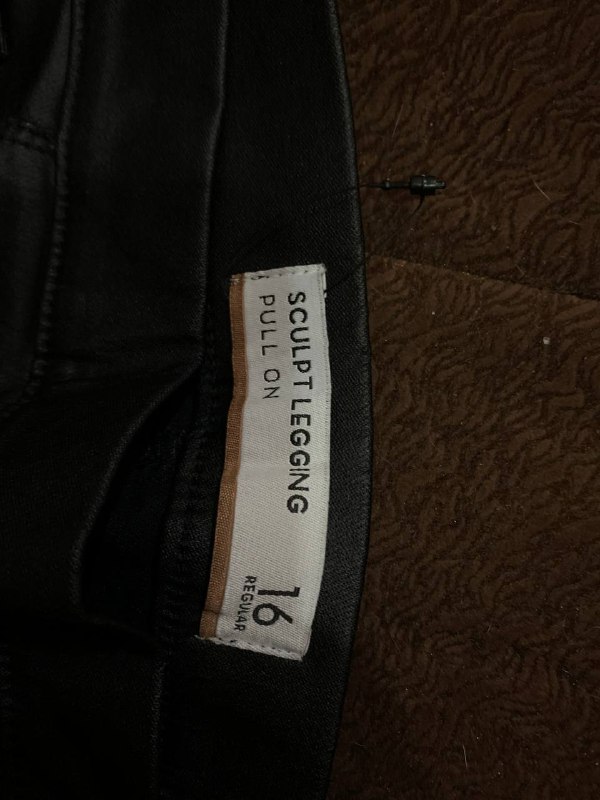 SCULPT LEGGING
PULL ON
16
REGULAR